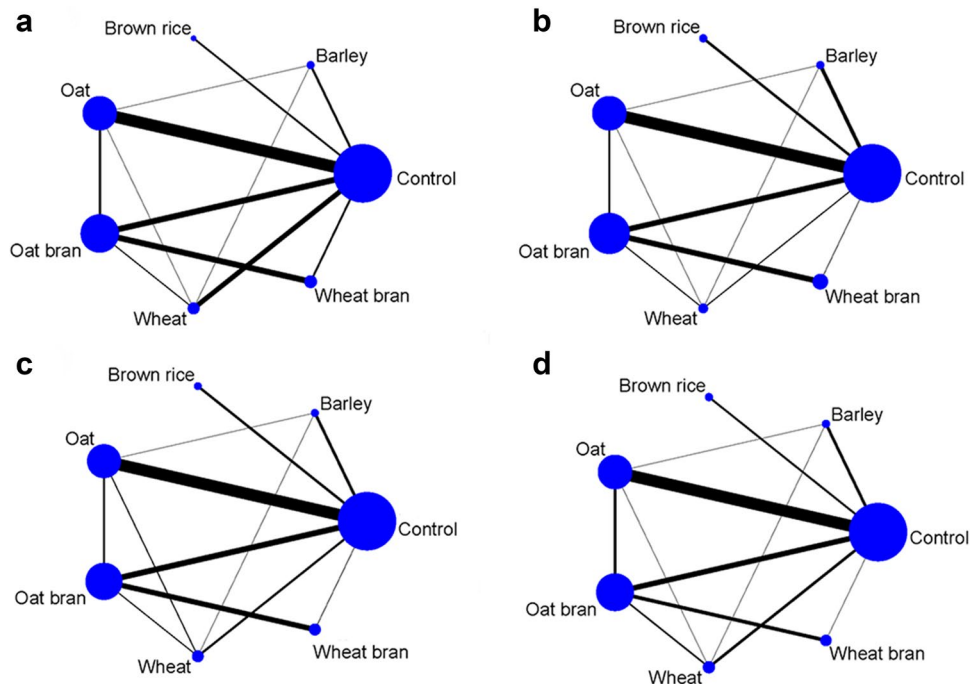 a
Brown rice
Barley
Oat
Control
Oat bran
Wheat bran
Wheat
b
Brown rice
Barley
Oat
Control
Oat bran
Wheat bran
Wheat
c
Brown rice
Barley
Oat
Control
Oat bran
Wheat bran
Wheat
d
Brown rice
Barley
Oat
Control
Oat bran
Wheat bran
Wheat